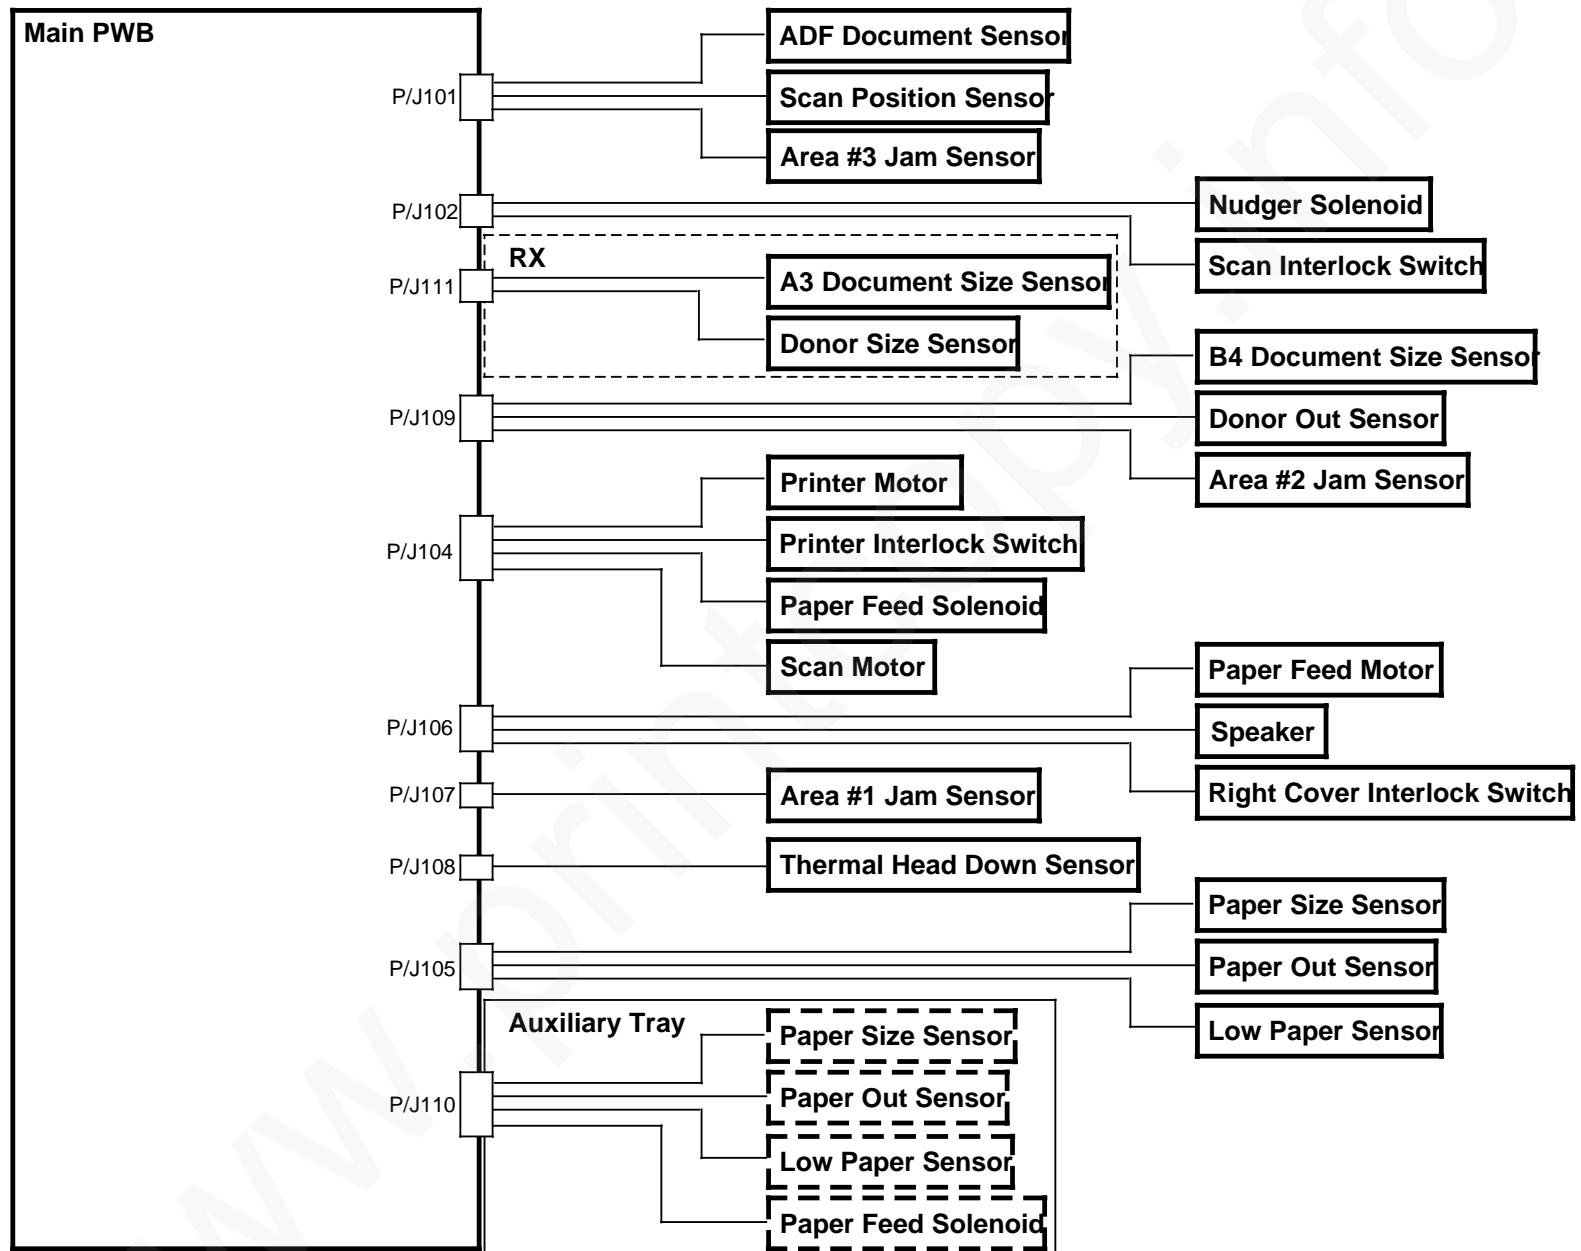 Main PWB
P/J101
ADF Document Sensor
Scan Position Sensor
Area #3 Jam Sensor
P/J102
Nudger Solenoid
Scan Interlock Switch
RX
P/J111
A3 Document Size Sensor
Donor Size Sensor
P/J109
B4 Document Size Sensor
Donor Out Sensor
Area #2 Jam Sensor
P/J104
Printer Motor
Printer Interlock Switch
Paper Feed Solenoid
Scan Motor
P/J106
Paper Feed Motor
Speaker
Right Cover Interlock Switch
P/J107
Area #1 Jam Sensor
P/J108
Thermal Head Down Sensor
P/J105
Paper Size Sensor
Paper Out Sensor
Low Paper Sensor
Auxiliary Tray
P/J110
Paper Size Sensor
Paper Out Sensor
Low Paper Sensor
Paper Feed Solenoid
ww.printcopy.info